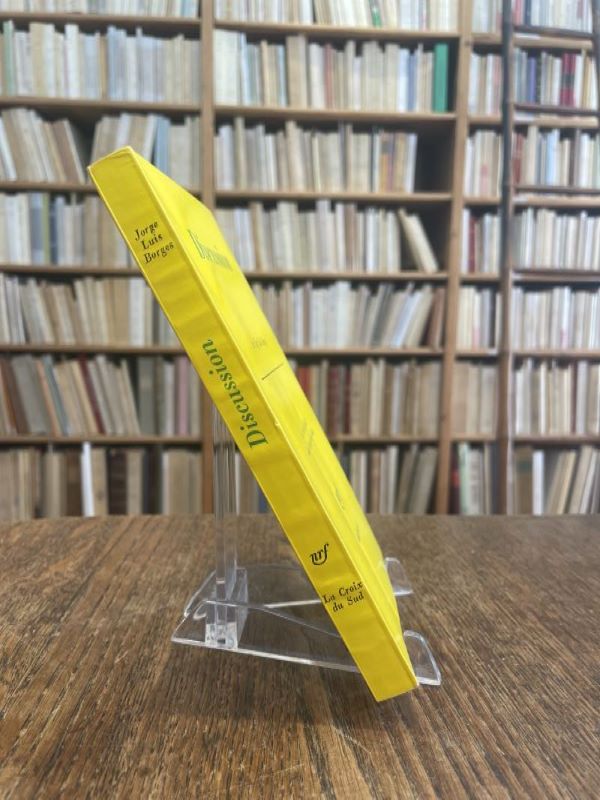 Jorge
Luis
Borges
Discussion
nrf
La Croix
du Sud